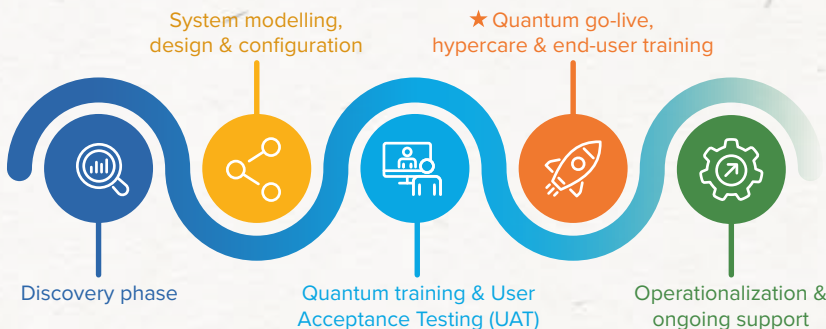 System modelling,
design & configuration
★ Quantum go-live,
hypercare & end-user training
Discovery phase
Quantum training & User
Acceptance Testing (UAT)
Operationalization &
ongoing support